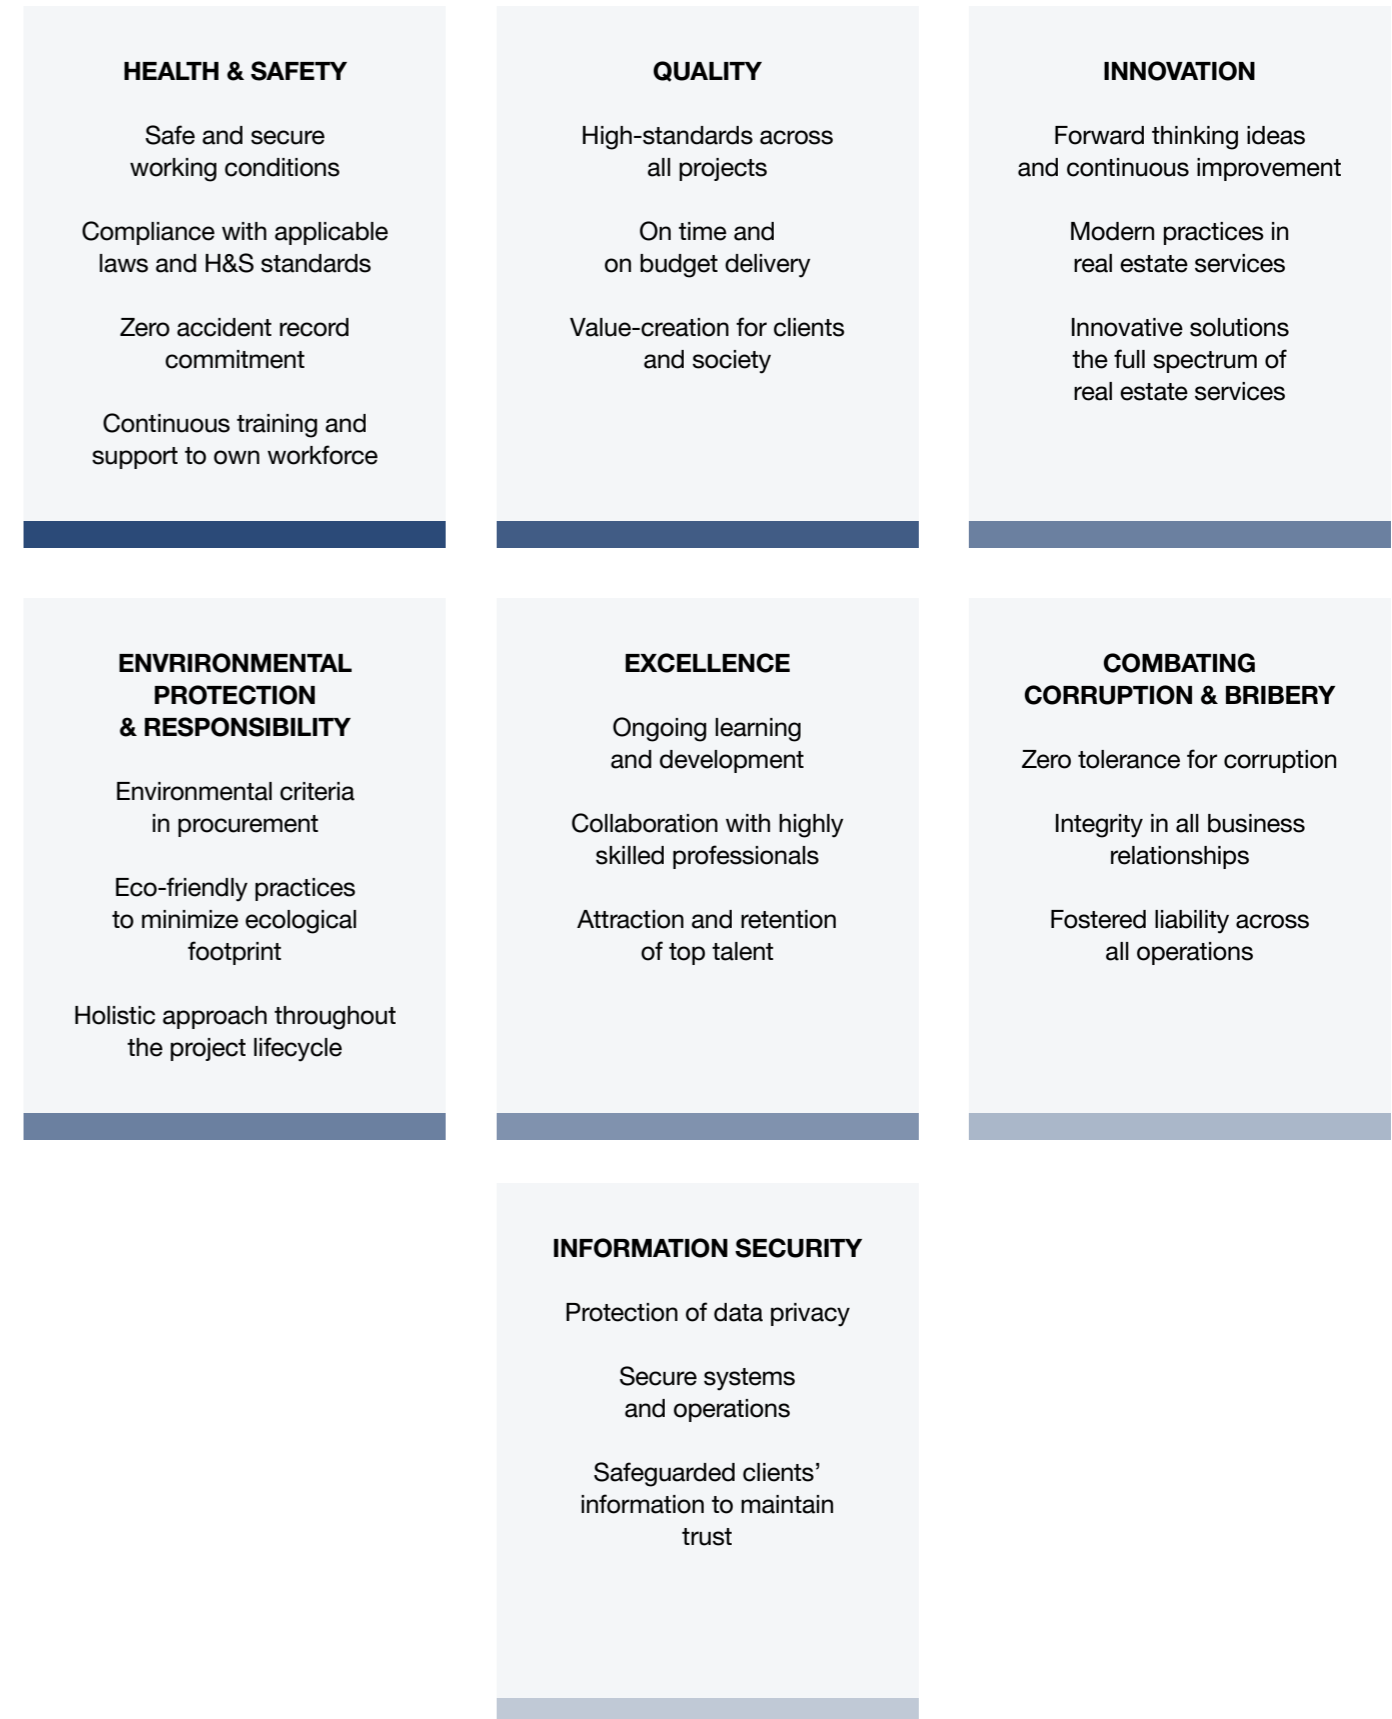 HEALTH & SAFETY
Safe and secure
working conditions
Compliance with applicable
laws and H&S standards
Zero accident record
commitment
Continuous training and
support to own workforce
QUALITY
High-standards across
all projects
On time and
on budget delivery
Value-creation for clients
and society
INNOVATION
Forward thinking ideas
and continuous improvement
Modern practices in
real estate services
Innovative solutions
the full spectrum of
real estate services
ENVRIRONMENTAL
PROTECTION
& RESPONSIBILITY
Environmental criteria
in procurement
Eco-friendly practices
to minimize ecological
footprint
Holistic approach throughout
the project lifecycle
EXCELLENCE
Ongoing learning
and development
Collaboration with highly
skilled professionals
Attraction and retention
of top talent
COMBATING
CORRUPTION & BRIBERY
Zero tolerance for corruption
Integrity in all business
relationships
Fostered liability across
all operations
INFORMATION SECURITY
Protection of data privacy
Secure systems
and operations
Safeguarded clients’
information to maintain
trust